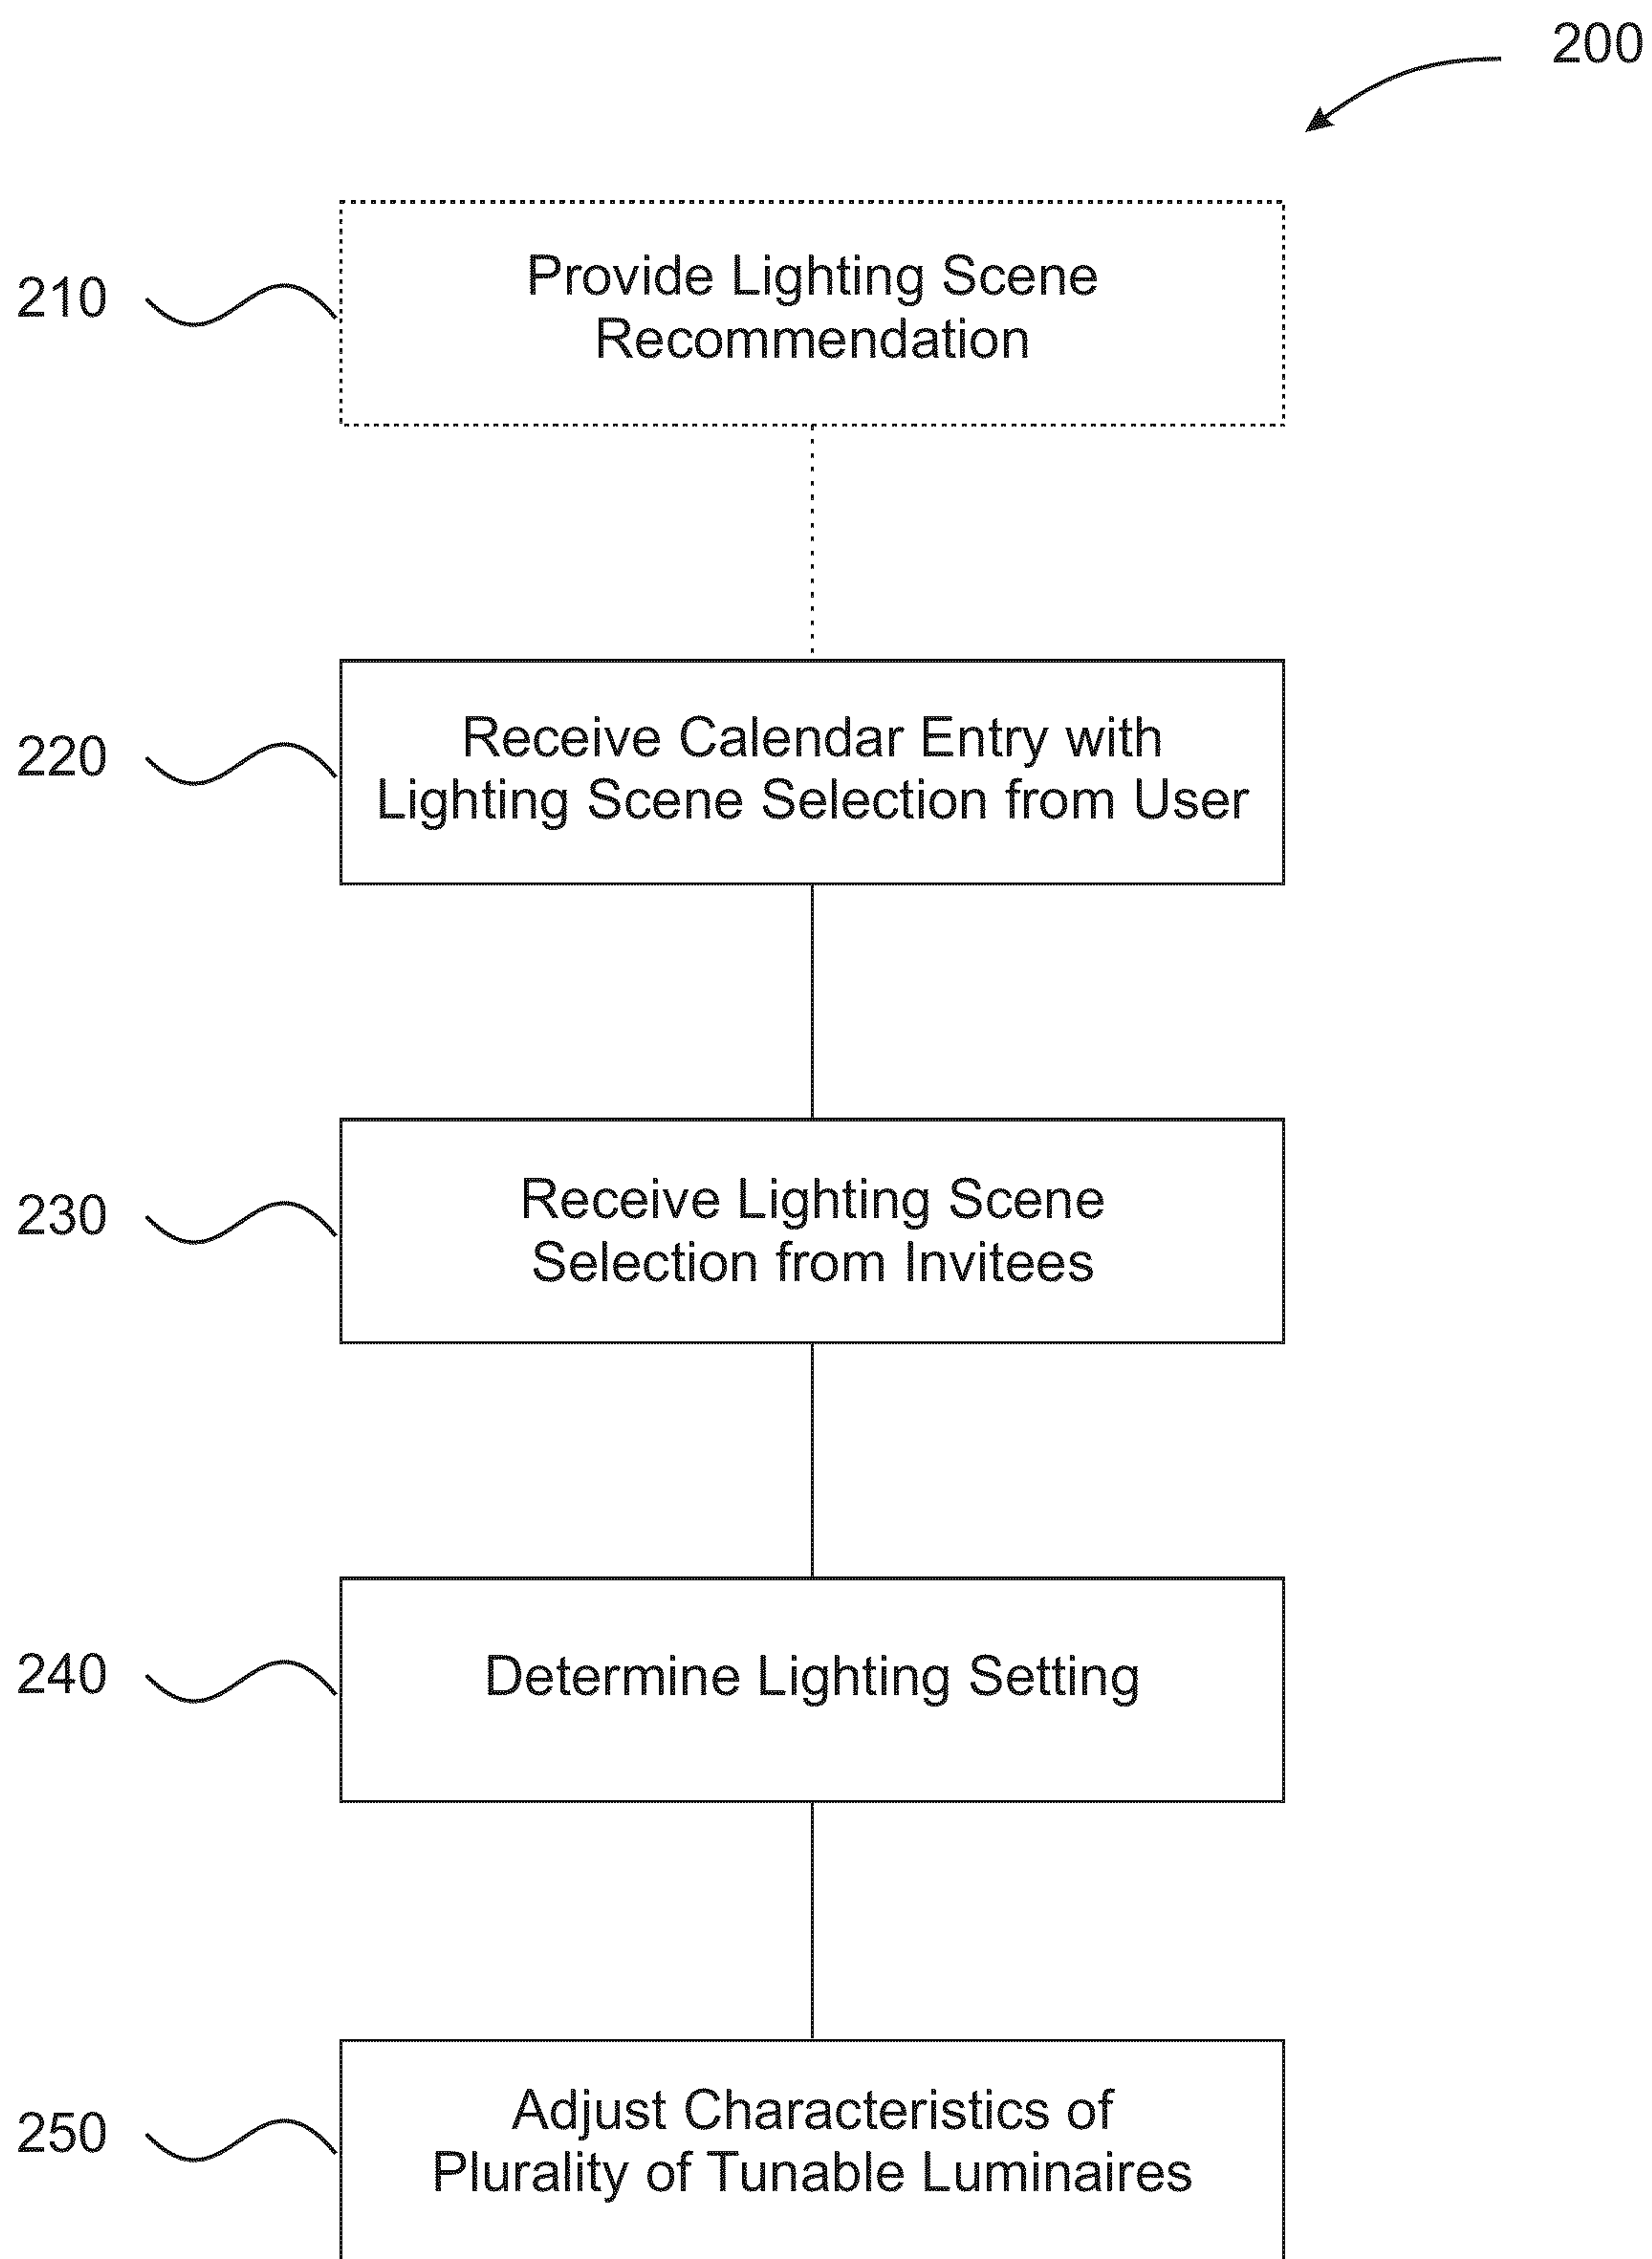 200
210
Provide Lighting Scene
Recommendation
220
Receive Calendar Entry with
Lighting Scene Selection from User
230
Receive Lighting Scene
Selection from Invitees
240
Determine Lighting Setting
250
Adjust Characteristics of
Plurality of Tunable Luminaires